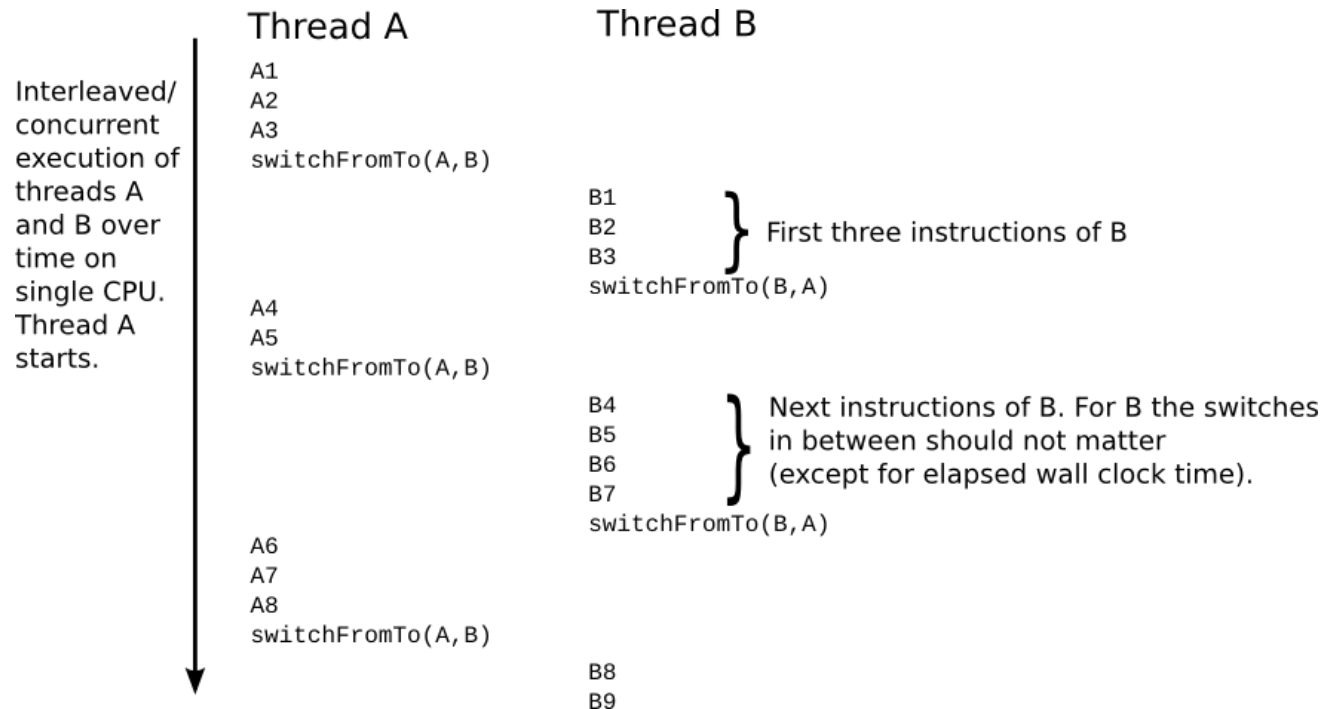 Thread A
Thread B
Interleaved/
concurrent
execution of
threads A
and B over
time on
single CPU.
Thread A
starts.
A1
A2
A3
switchFromTo(A,B)
B1
B2
B3
switchFromTo(B,A)
First three instructions of B
A4
A5
switchFromTo(A,B)
B4
B5
B6
B7
switchFromTo(B,A)
Next instructions of B. For B the switches
in between should not matter
(except for elapsed wall clock time).
A6
A7
A8
switchFromTo(A,B)
B8
B9